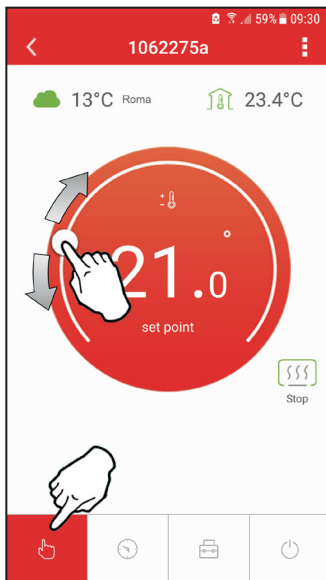 59% 09:30
1062275a
13°C Roma 23.4°C
21.0°
set point
Stop